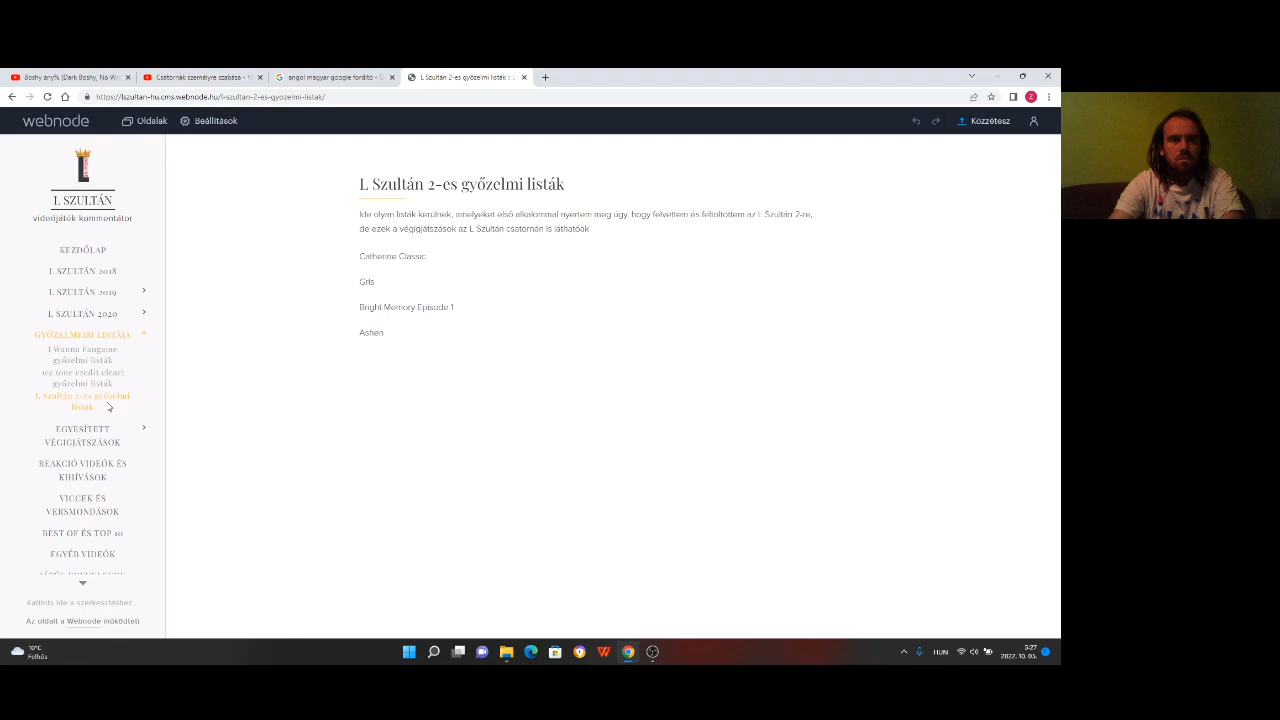 Boshy any% (Dark Boshy, No Wr
Csatornák személyre szabása -
angol magyar google fordító - G
L Szultán 2-es győzelmi listák ::
https://lszultan-hu.cms.webnode.hu/l-szultan-2-es-gyozelmi-listak/
Z
webnode
Oldalak
Beállítások
Közzétesz
L SZULTÁN
videójáték kommentátor
KEZDŐLAP
L SZULTÁN 2018
L SZULTÁN 2019
L SZULTÁN 2020
GYŐZELMEIM LISTÁJA
I Wanna Fangame
győzelmi listák
1cc (one credit clear)
győzelmi listák
L Szultán 2-es győzelmi
listák
EGYESÍTETT
VÉGIGJÁTSZÁSOK
REAKCIÓ VIDEÓK ÉS
KIHÍVÁSOK
VICCEK ÉS
VERSMONDÁSOK
BEST OF ÉS TOP 10
EGYÉB VIDEÓK
Kattints ide a szerkesztéshez...
Az oldalt a Webnode működteti
L Szultán 2-es győzelmi listák
Ide olyan listák kerülnek, amelyeket első alkalommal nyertem meg úgy, hogy felvettem és feltöltöttem az L Szultán 2-re,
de ezek a végigjátszások az L Szultán csatornán is láthatóak
Catherine Classic
Gris
Bright Memory Episode 1
Ashen
10°C
Felhős
HUN
5:27
2022. 10. 05.